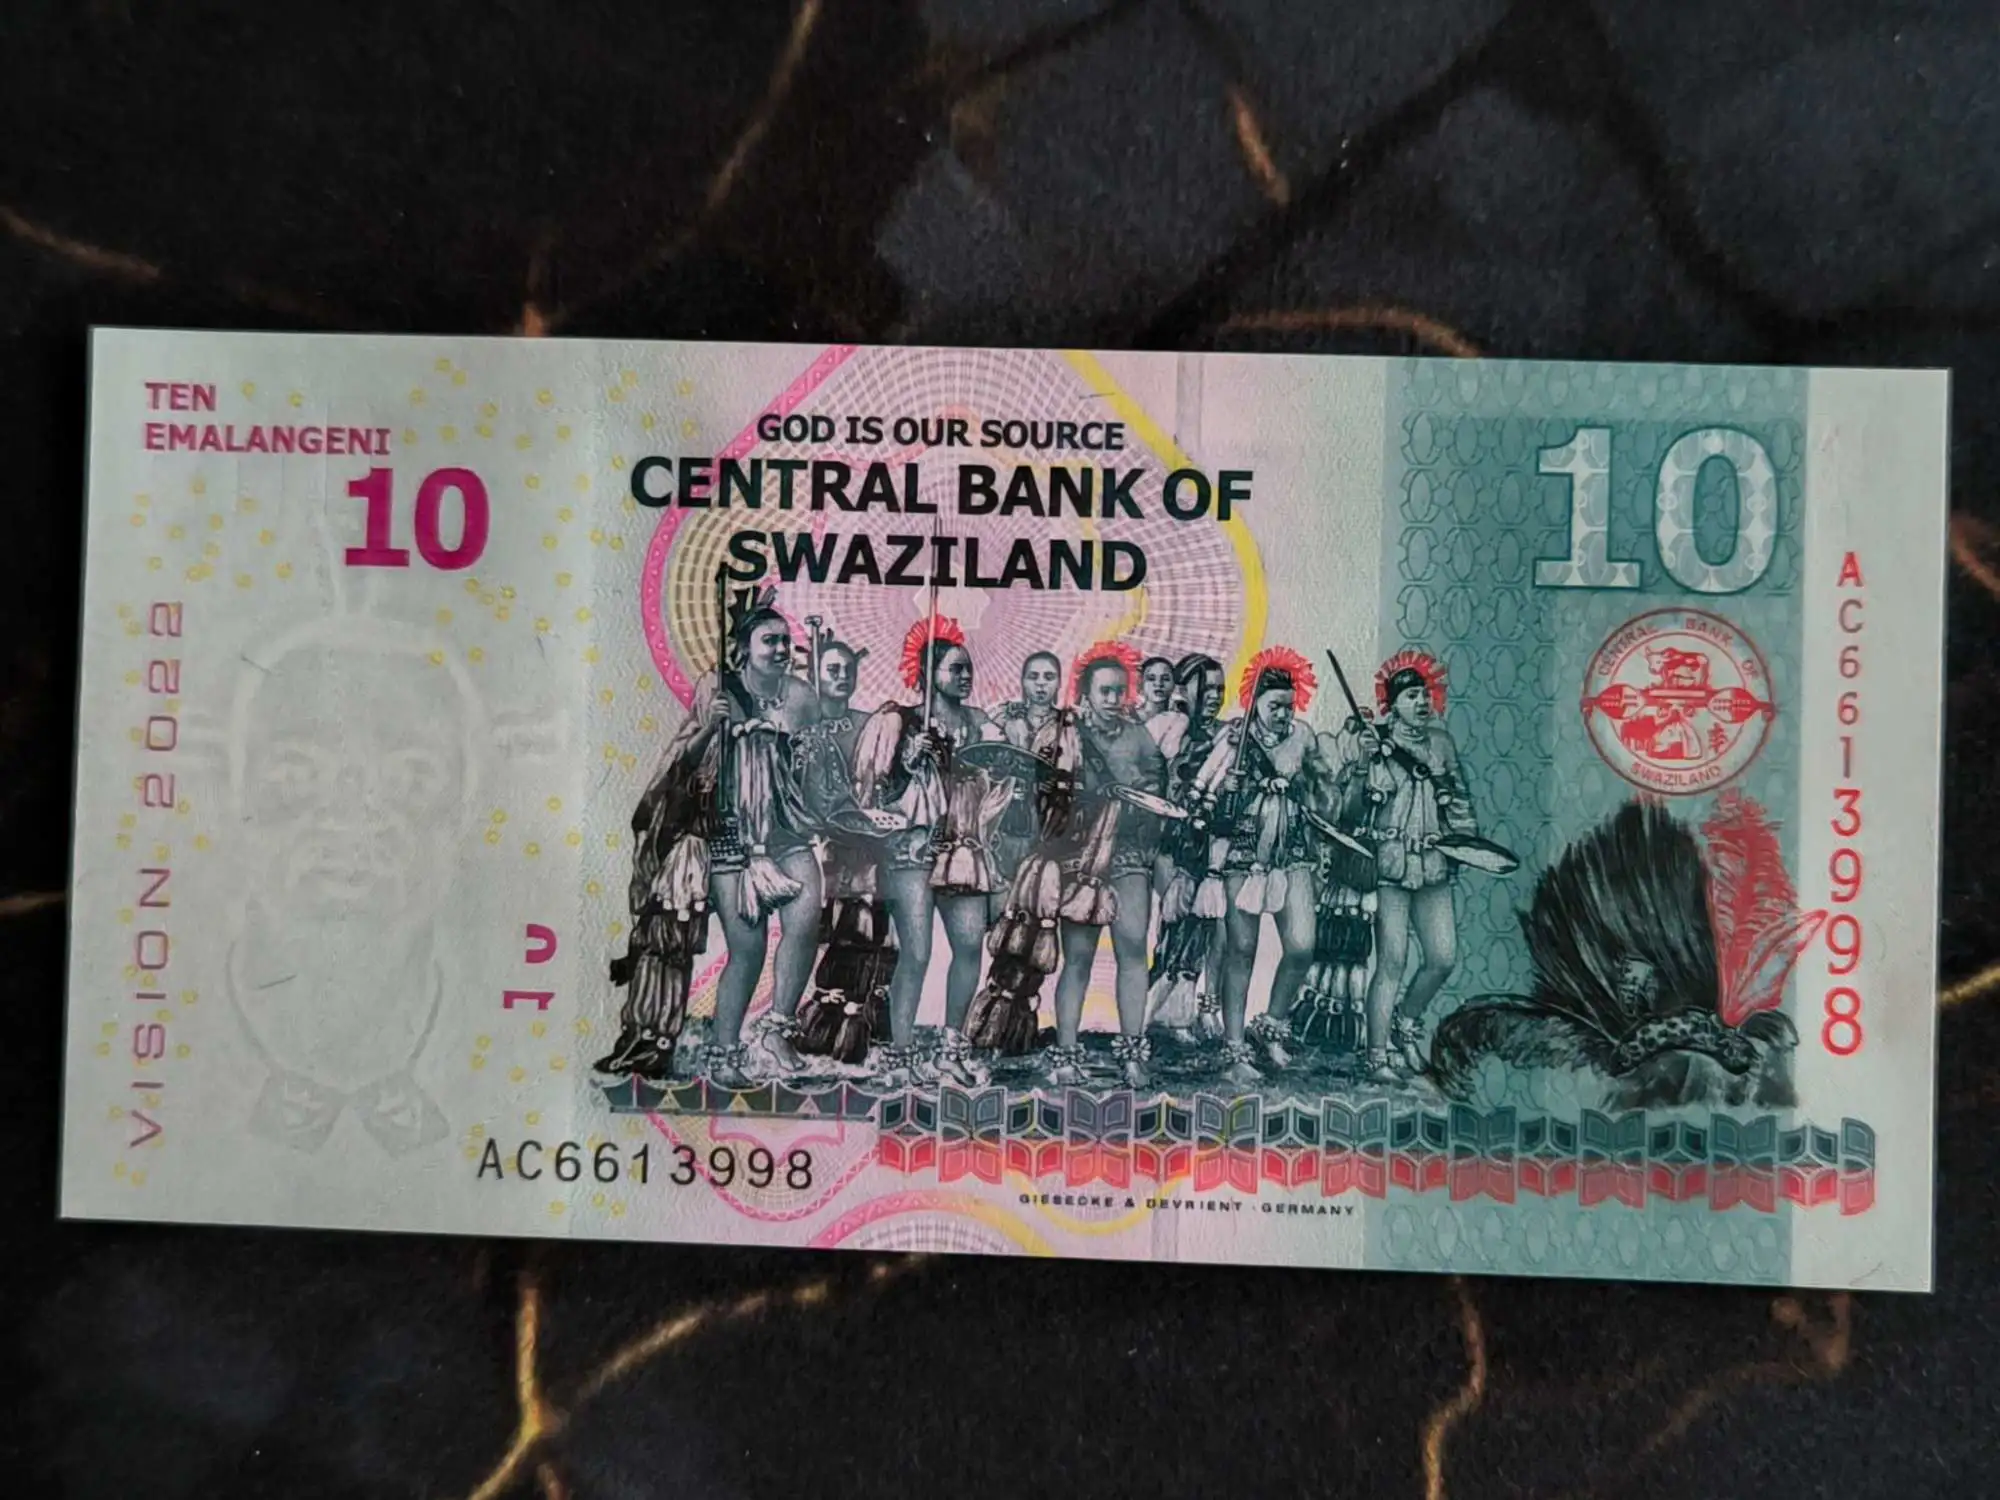 TEN
EMALANGENI
10
GOD IS OUR SOURCE
CENTRAL BANK OF
SWAZILAND
10
VISION 2022
CENTRAL BANK OF
SWAZILAND
AC6613998
AC6613998
GIESECKE & DEVRIENT · GERMANY